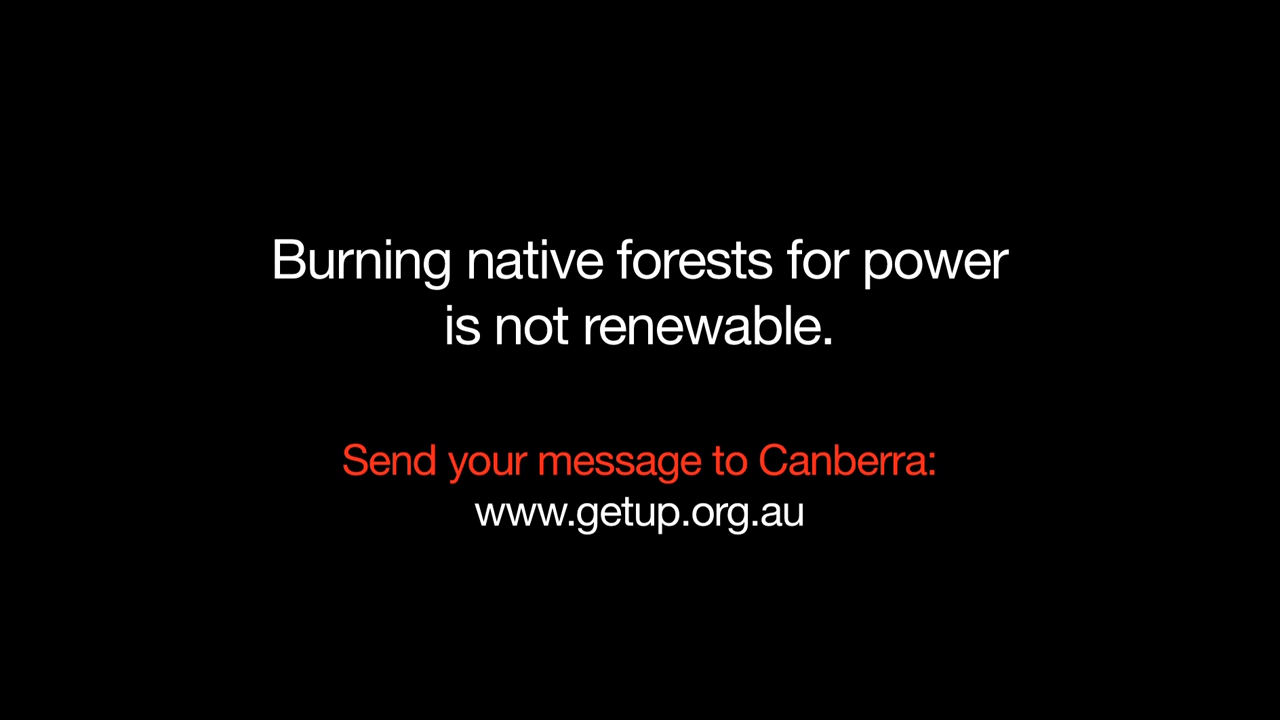 Burning native forests for power
is not renewable.
Send your message to Canberra:
www.getup.org.au